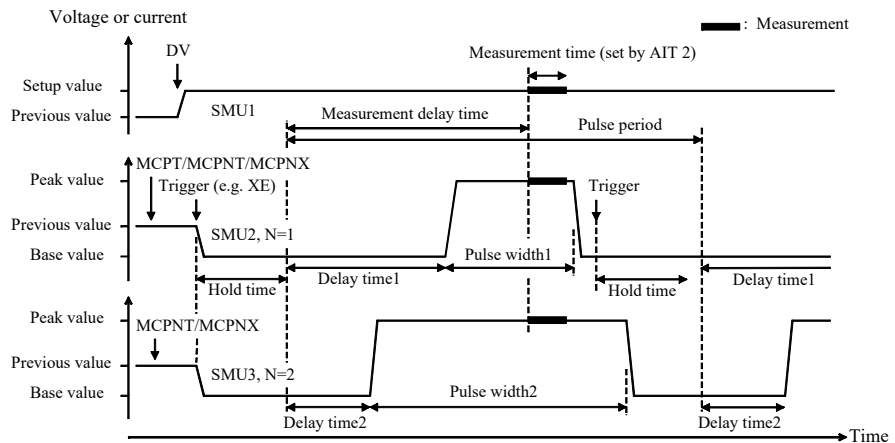 Voltage or current
: Measurement
DV
Measurement time (set by AIT 2)
Setup value
Previous value
SMU1
Measurement delay time
Pulse period
MCPT/MCPNT/MCPNX
Peak value
Trigger (e.g. XE)
Trigger
Previous value
SMU2, N=1
Base value
Pulse width1
Hold time
Delay time1
Hold time
Delay time1
Peak value
MCPNT/MCPNX
Previous value
SMU3, N=2
Base value
Pulse width2
Delay time2
Delay time2
Time